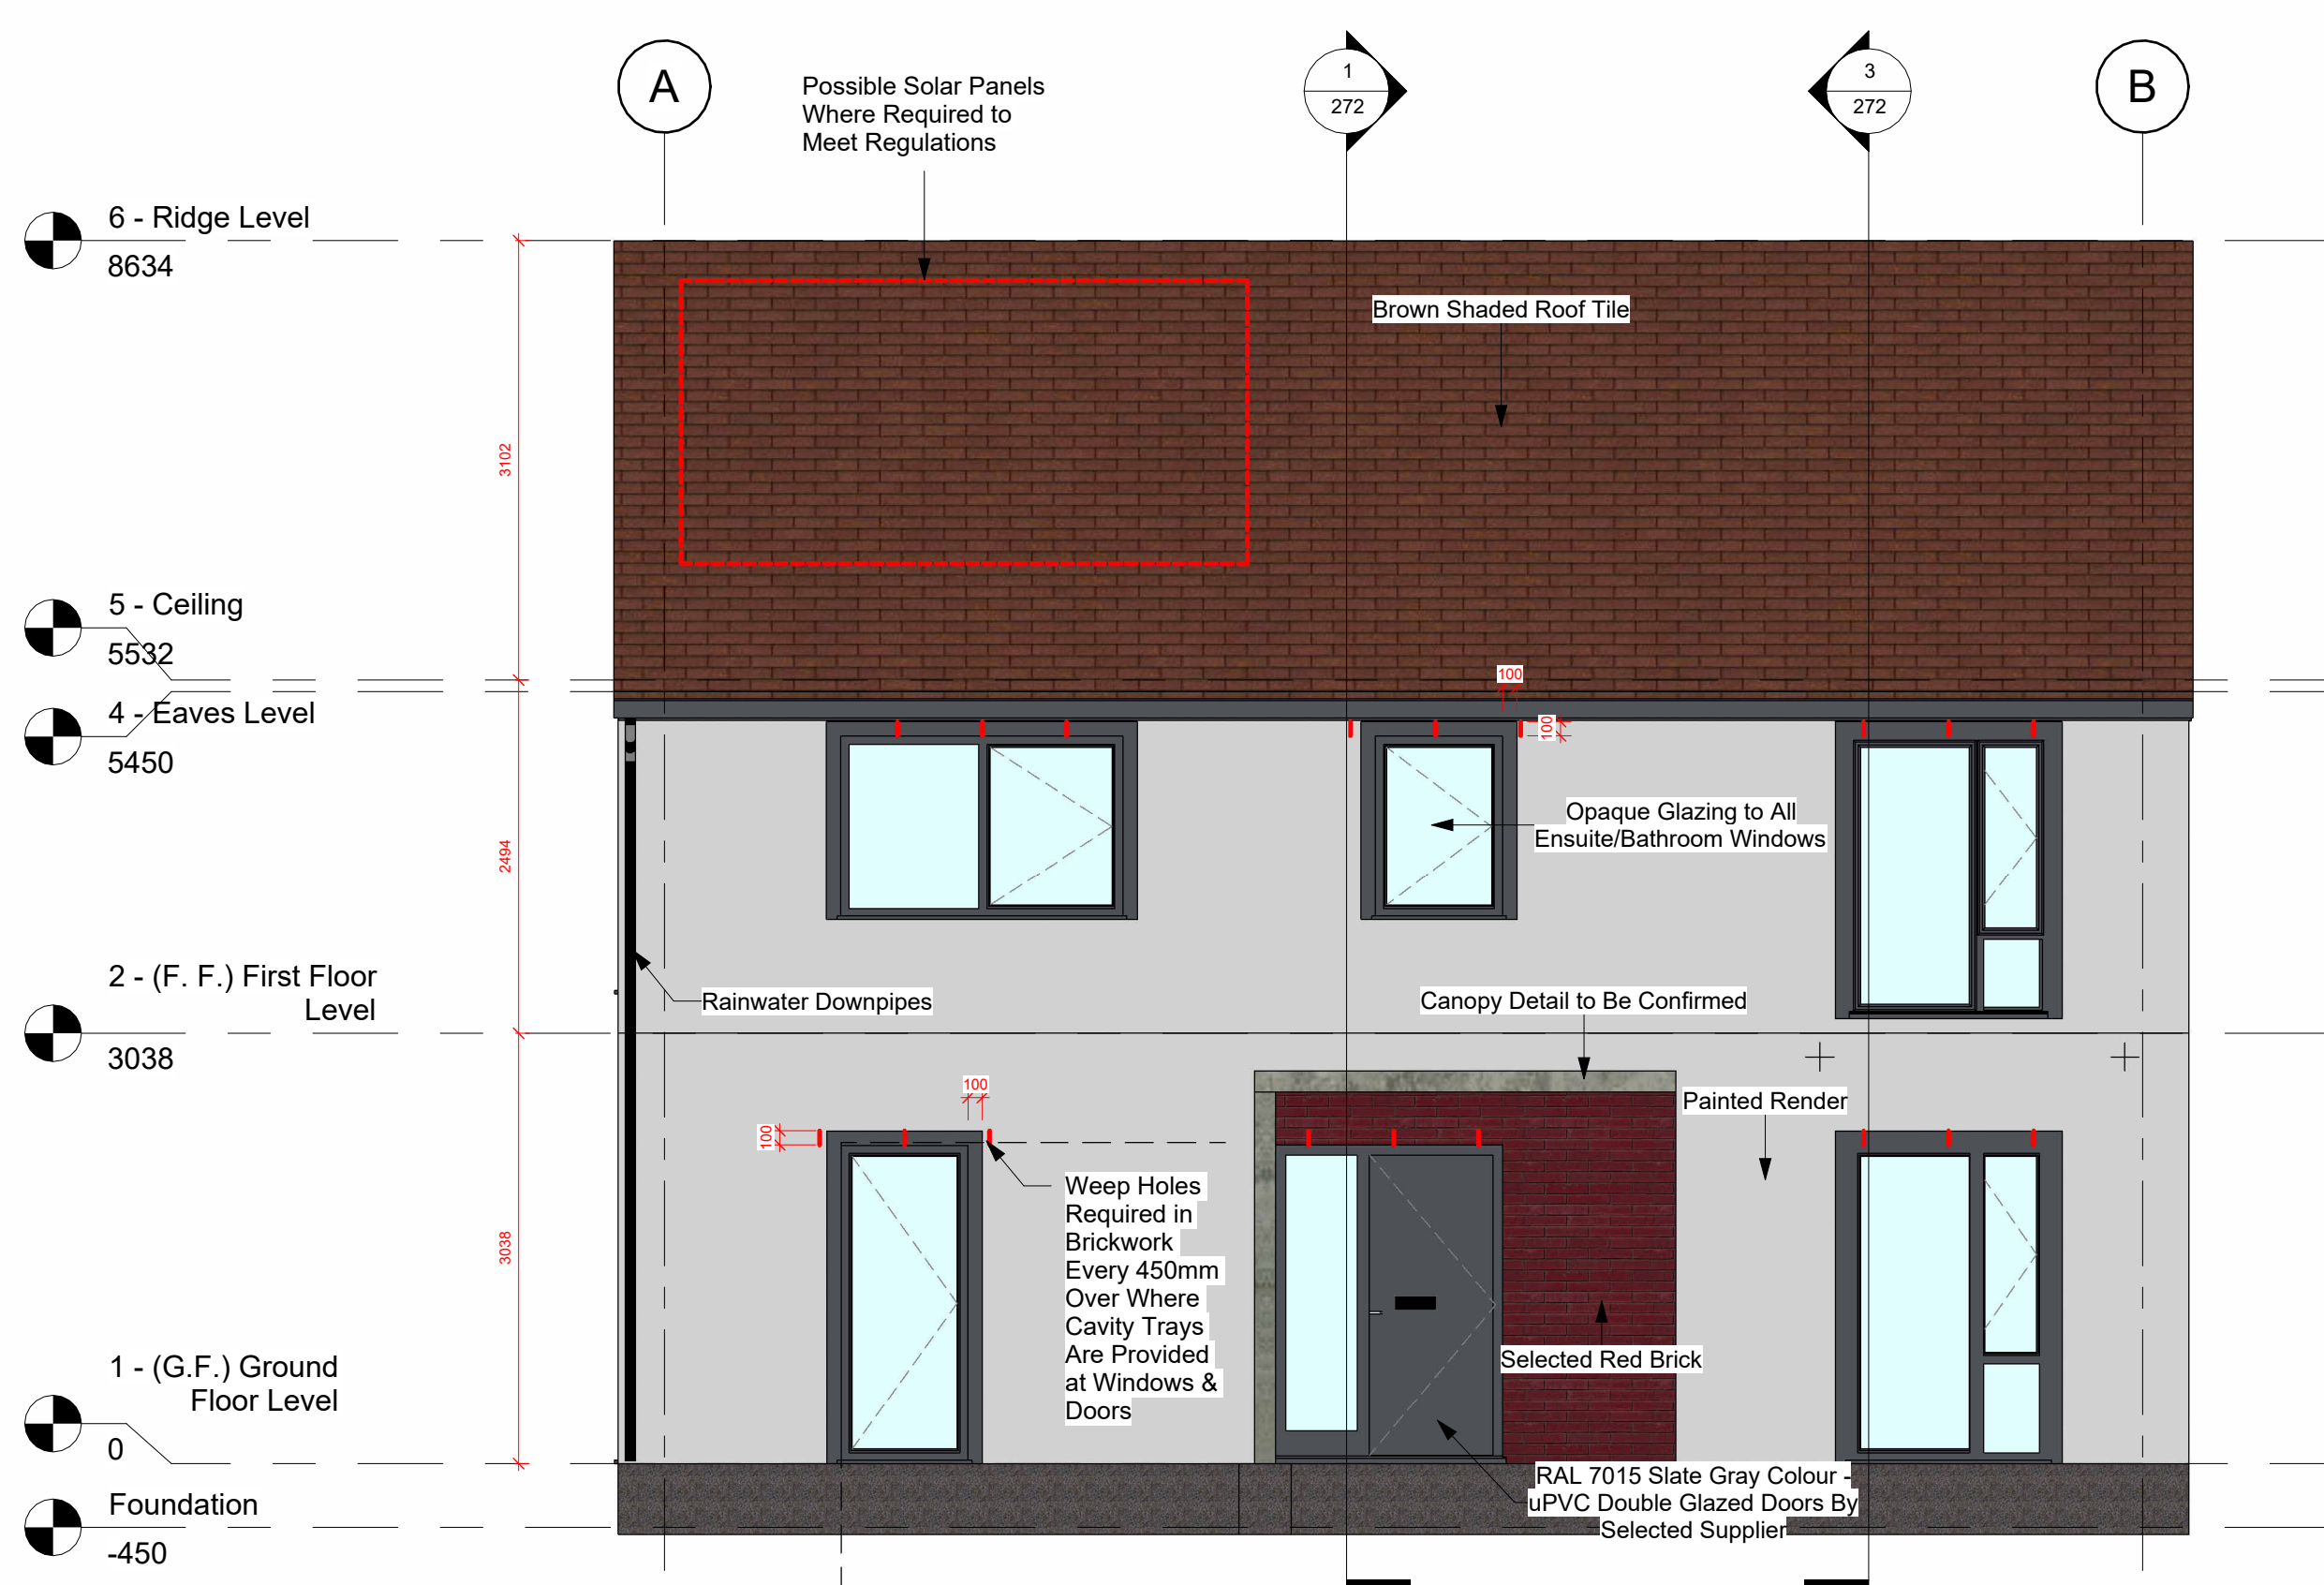 A
1
272
3
272
B
Possible Solar Panels
Where Required to
Meet Regulations
6 - Ridge Level
8634
Brown Shaded Roof Tile
3102
5 - Ceiling
5532
4 - Eaves Level
5450
100
100
Opaque Glazing to All
Ensuite/Bathroom Windows
2494
2 - (F. F.) First Floor
Level
3038
Rainwater Downpipes
Canopy Detail to Be Confirmed
100
100
Painted Render
Weep Holes
Required in
Brickwork
Every 450mm
Over Where
Cavity Trays
Are Provided
at Windows &
Doors
3038
Selected Red Brick
1 - (G.F.) Ground
Floor Level
0
RAL 7015 Slate Gray Colour -
uPVC Double Glazed Doors By
Selected Supplier
Foundation
-450